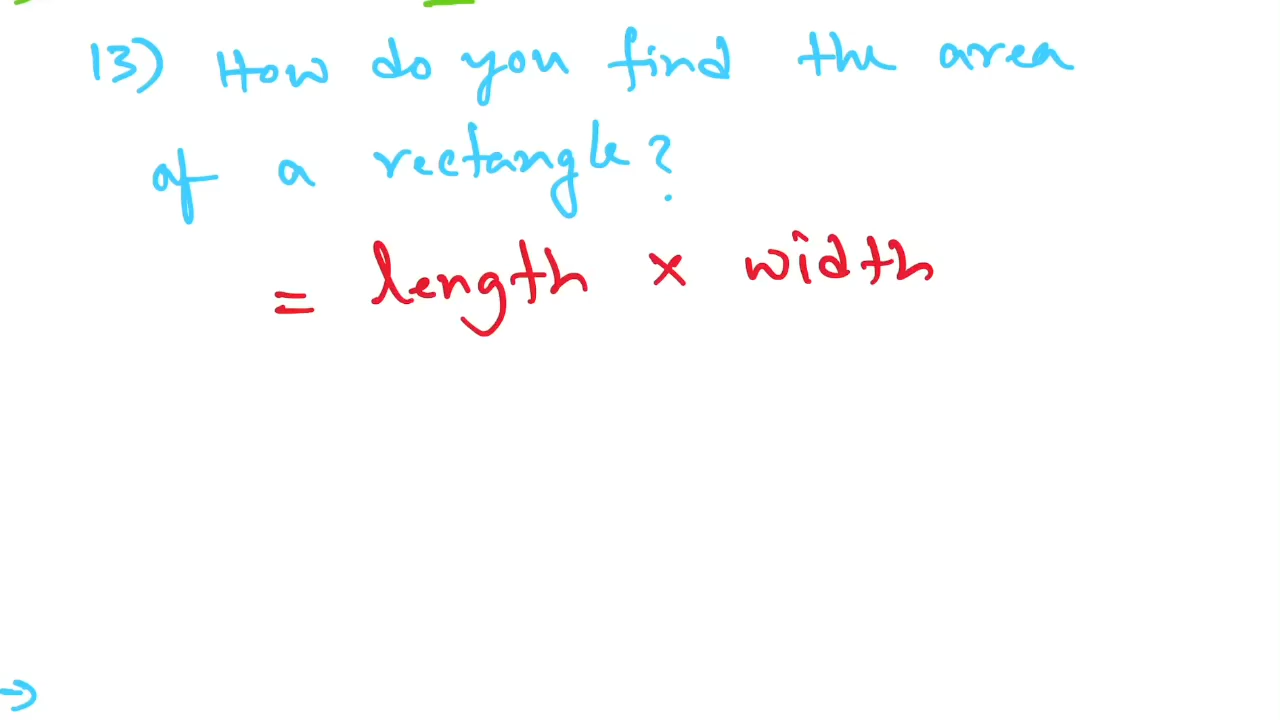 13) How do you find the area
of a rectangle?
= length × width
→